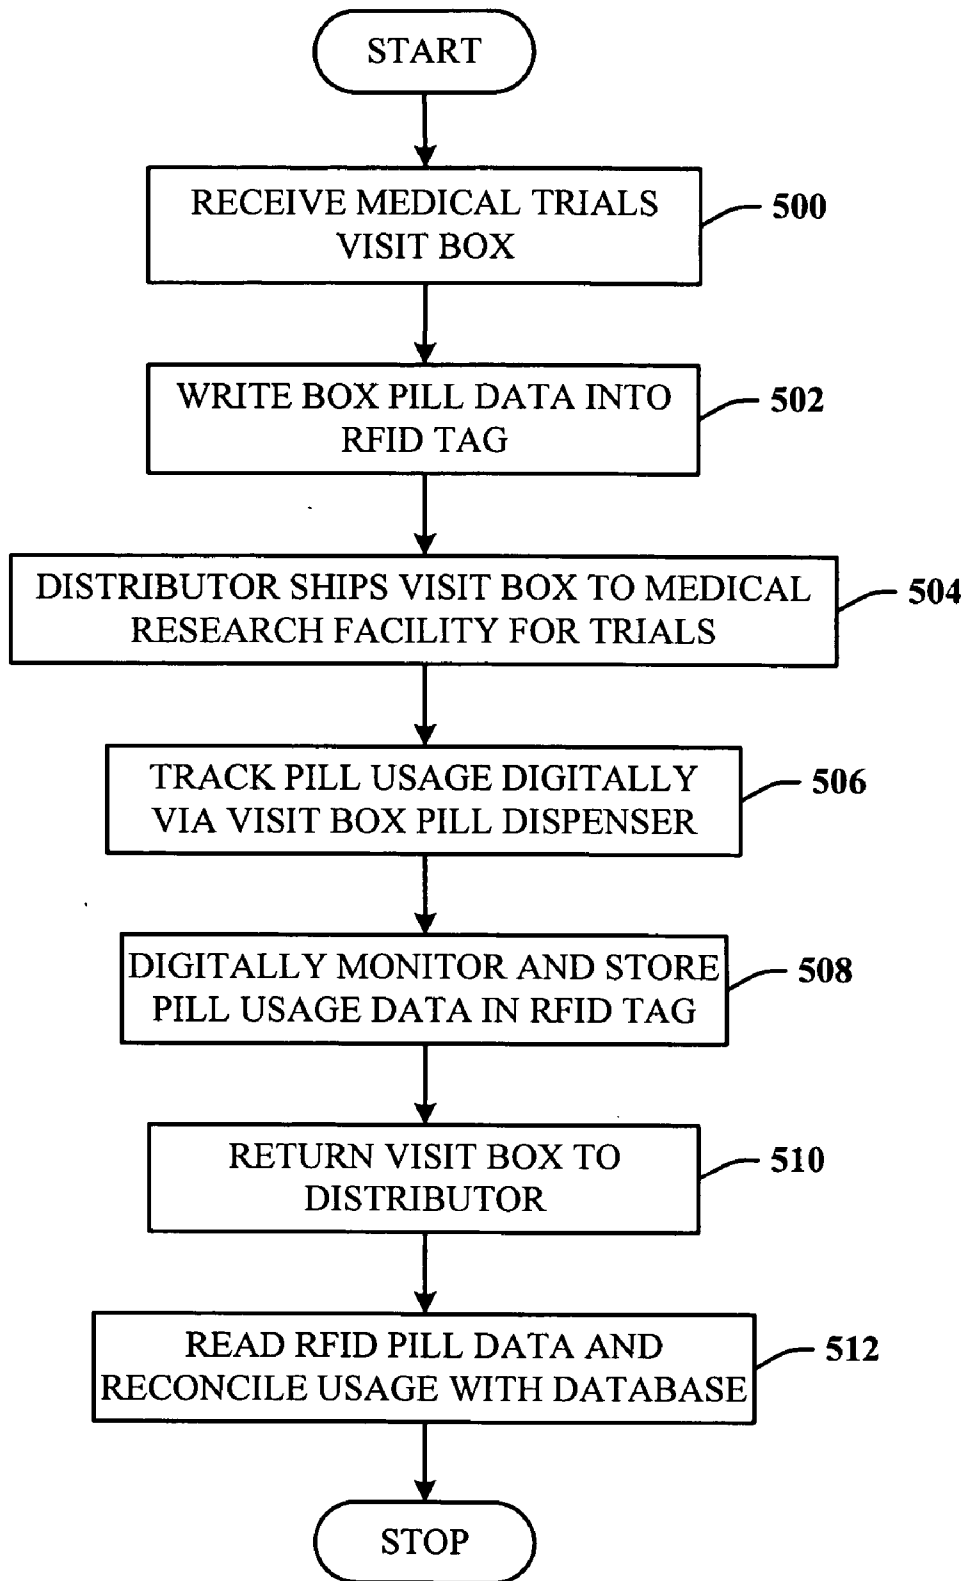 START
RECEIVE MEDICAL TRIALS
VISIT BOX
500
WRITE BOX PILL DATA INTO
RFID TAG
502
DISTRIBUTOR SHIPS VISIT BOX TO MEDICAL
RESEARCH FACILITY FOR TRIALS
504
TRACK PILL USAGE DIGITALLY
VIA VISIT BOX PILL DISPENSER
506
DIGITALLY MONITOR AND STORE
PILL USAGE DATA IN RFID TAG
508
RETURN VISIT BOX TO
DISTRIBUTOR
510
READ RFID PILL DATA AND
RECONCILE USAGE WITH DATABASE
512
STOP